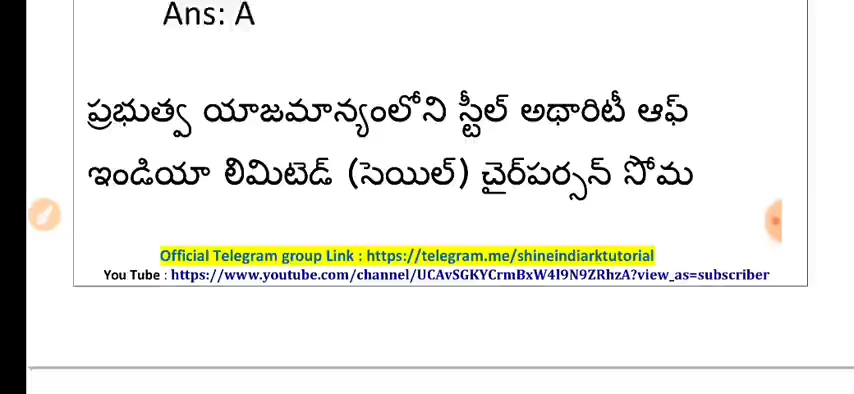 Ans: A
ప్రభుత్వ యాజమాన్యంలోని స్టీల్ అథారిటీ ఆఫ్
ఇండియా లిమిటెడ్ (సెయిల్) చైర్‌పర్సన్ సోమ
Official Telegram group Link : https://telegram.me/shineindiarktutorial
You Tube : https://www.youtube.com/channel/UCAvSGKYCrmBxW4l9N9ZRhzA?view_as=subscriber